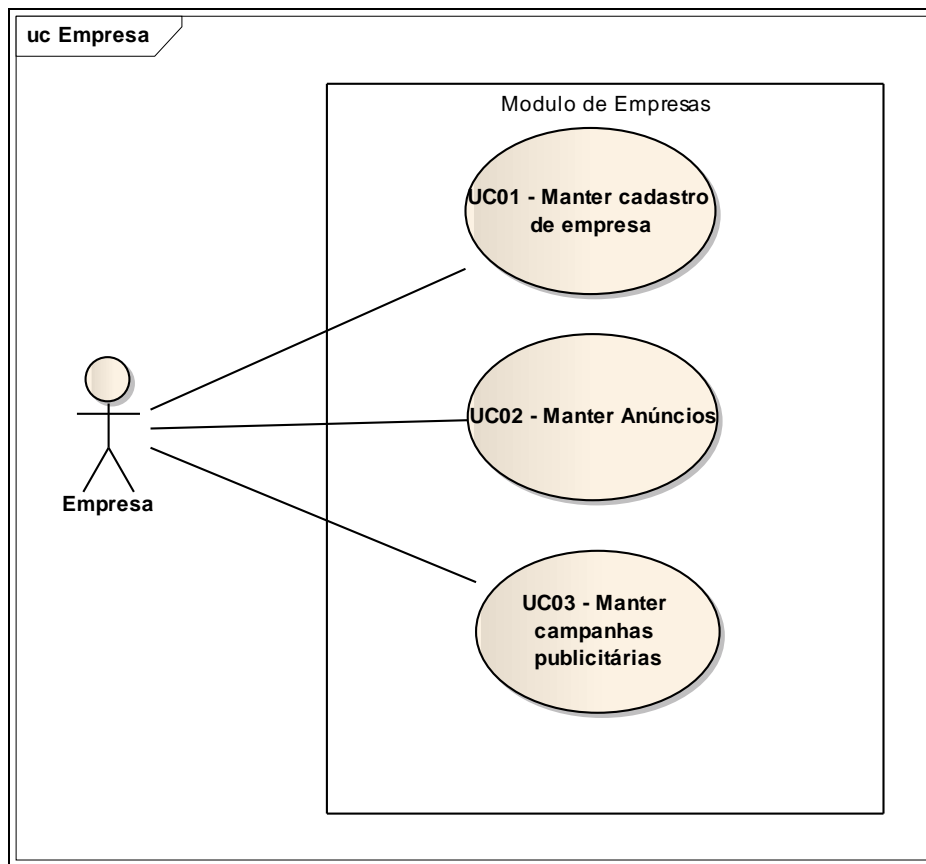 uc Empresa
Modulo de Empresas
UC01 - Manter cadastro
de empresa
UC02 - Manter Anúncios
Empresa
UC03 - Manter
campanhas
publicitárias